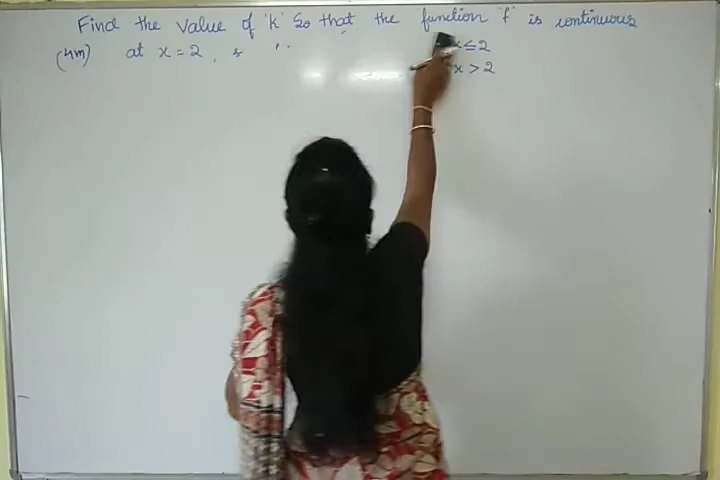 Find the value of 'k' so that the function 'f' is continuous
(4m) at x = 2,
x ≤ 2
x > 2